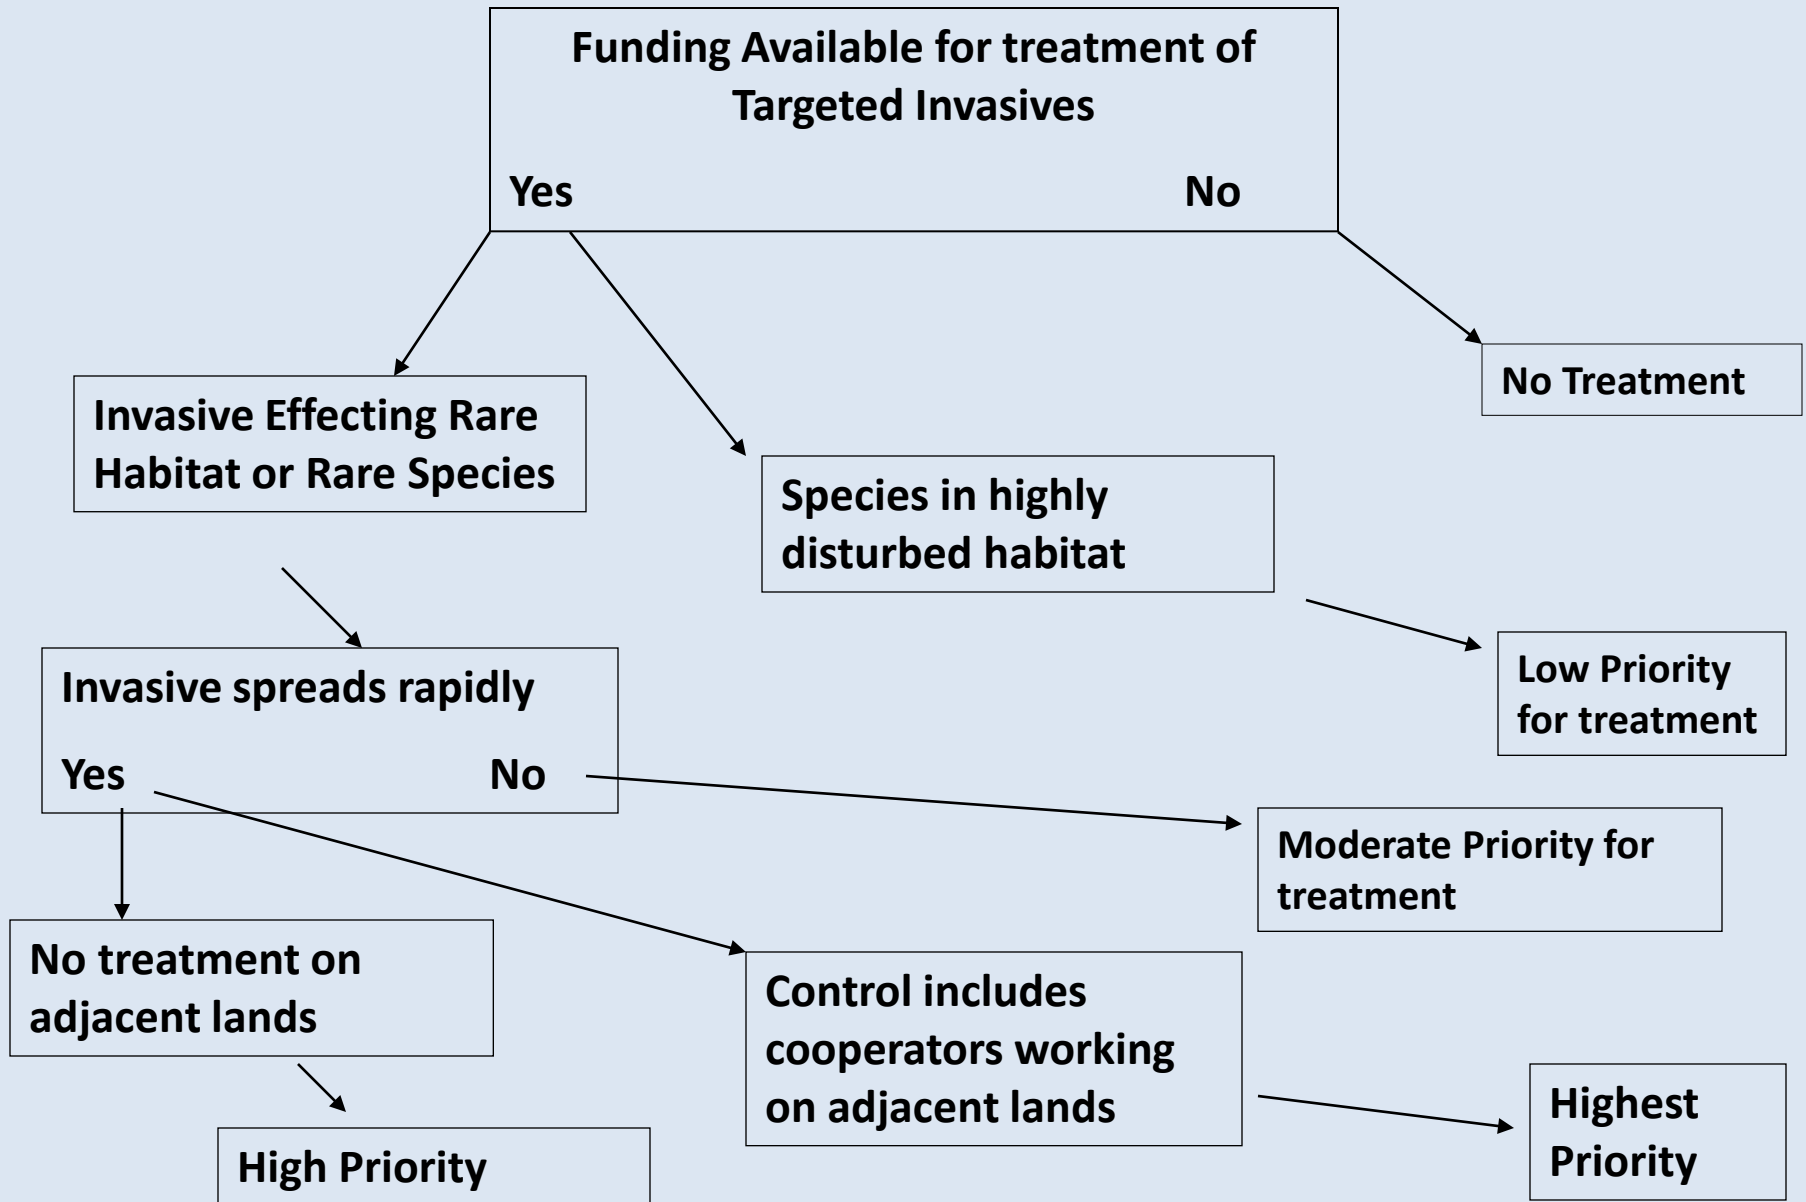 Funding Available for treatment of
Targeted Invasives
Yes No
No Treatment
Invasive Effecting Rare
Habitat or Rare Species
Species in highly
disturbed habitat
Low Priority
for treatment
Invasive spreads rapidly
Yes No
Moderate Priority for
treatment
No treatment on
adjacent lands
Control includes
cooperators working
on adjacent lands
High Priority
Highest
Priority